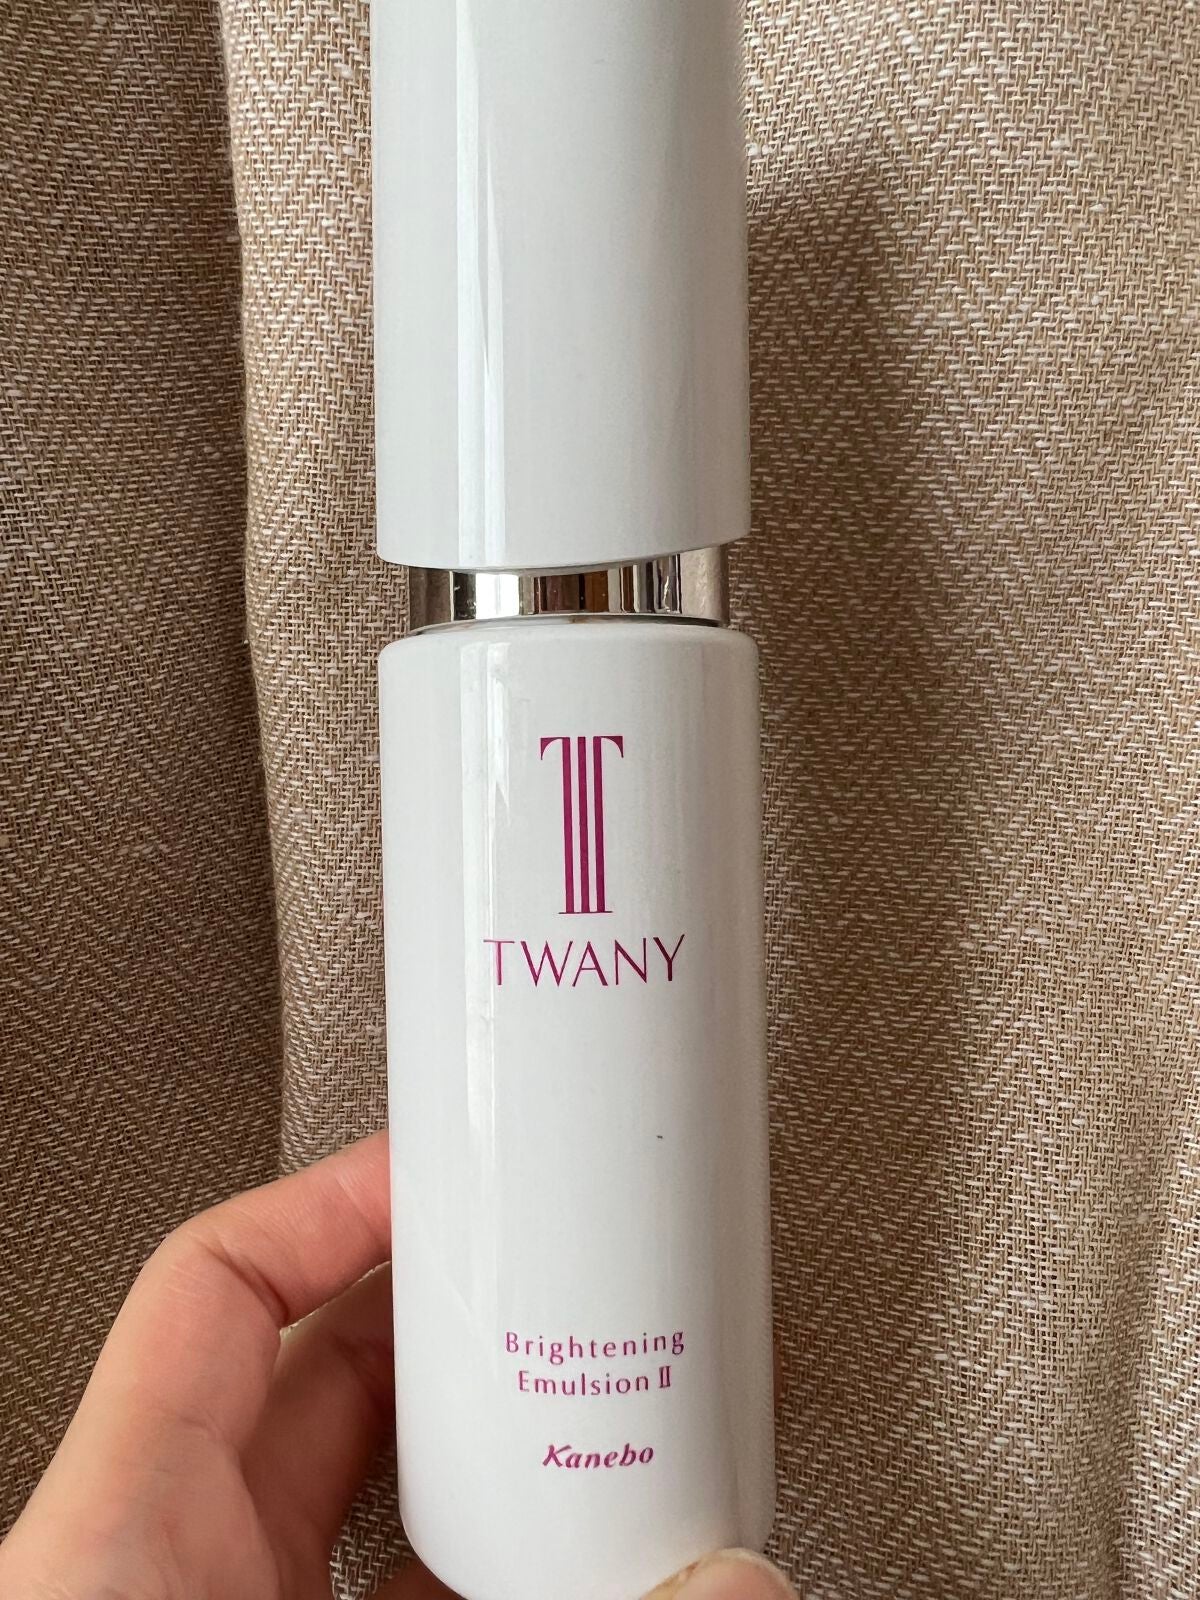 T
TWANY
Brightening
Emulsion II
Kanebo